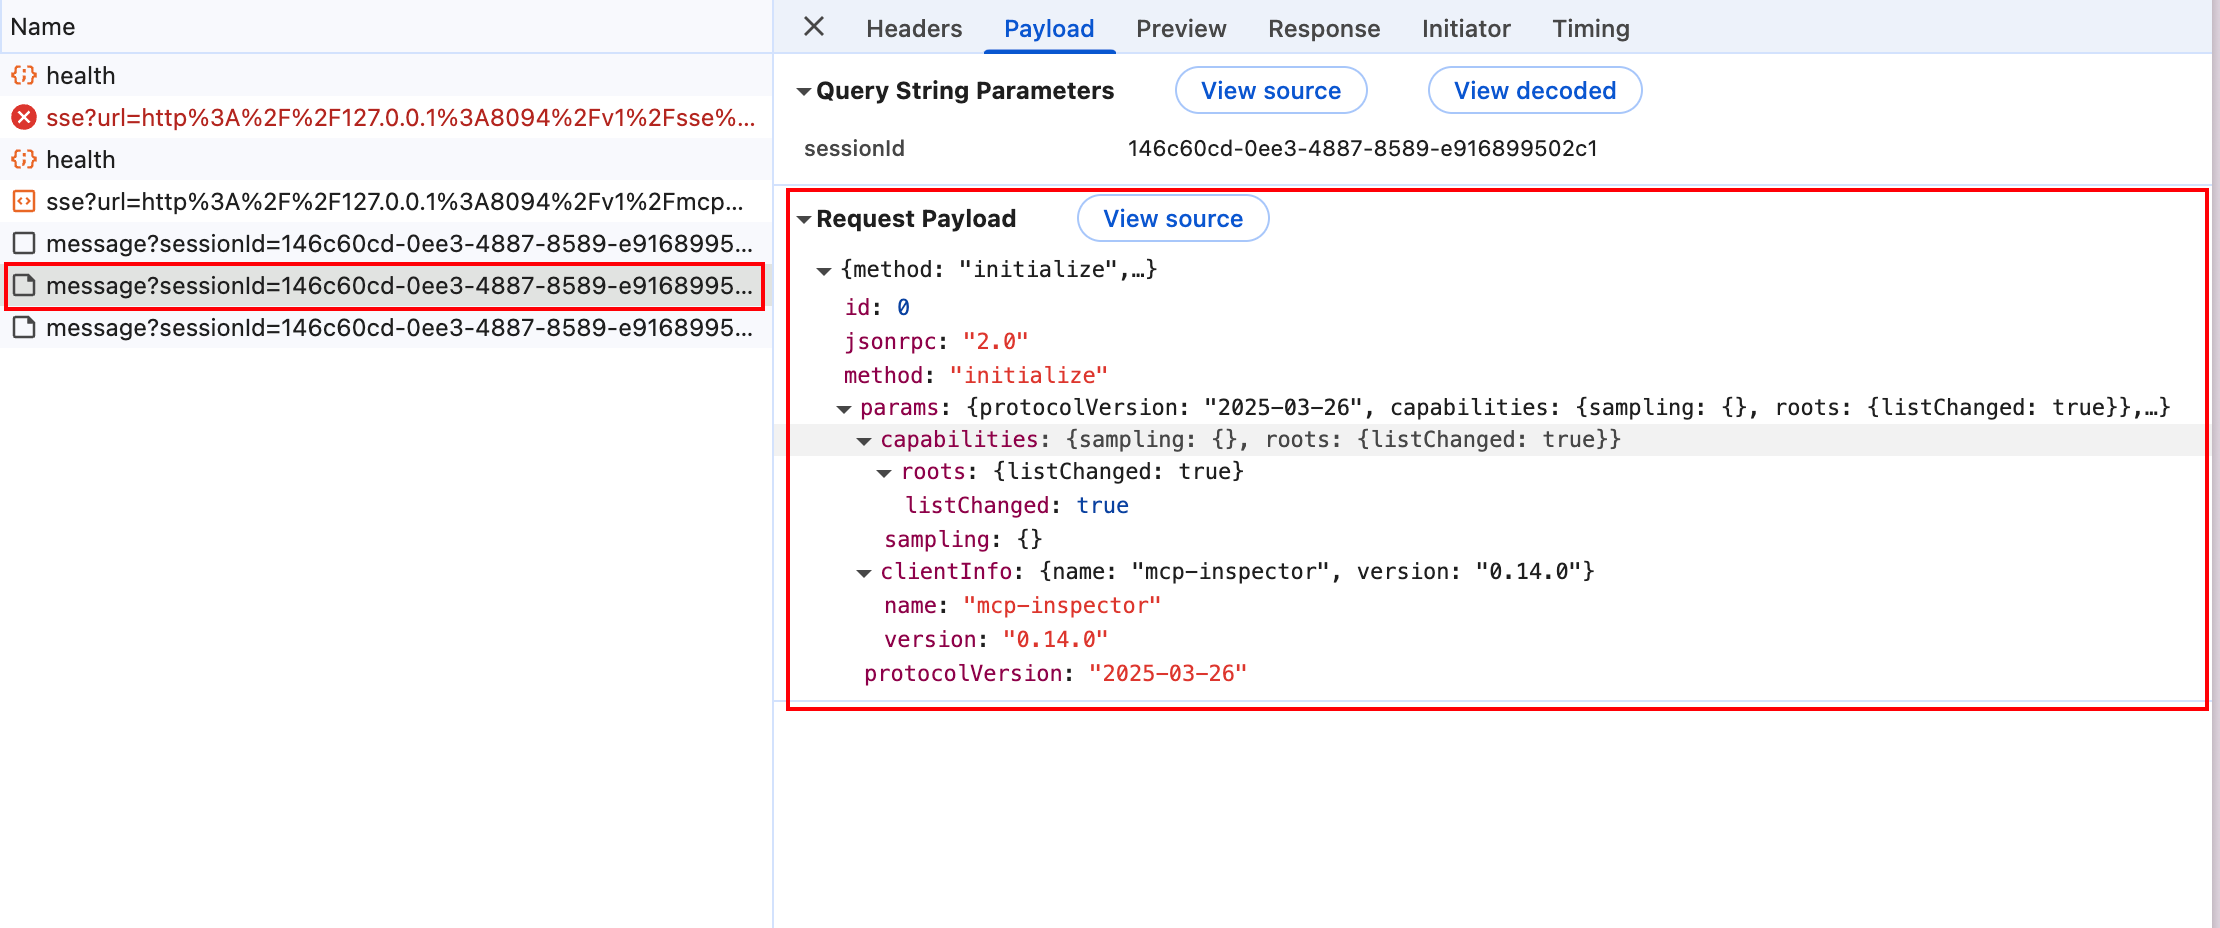 Name
health
sse?url=http%3A%2F%2F127.0.0.1%3A8094%2Fv1%2Fsse%...
health
sse?url=http%3A%2F%2F127.0.0.1%3A8094%2Fv1%2Fmcp...
message?sessionId=146c60cd-0ee3-4887-8589-e9168995...
message?sessionId=146c60cd-0ee3-4887-8589-e9168995...
message?sessionId=146c60cd-0ee3-4887-8589-e9168995...
Headers Payload Preview Response Initiator Timing
Query String Parameters View source View decoded
sessionId 146c60cd-0ee3-4887-8589-e916899502c1
Request Payload View source
{method: "initialize",…}
id: 0
jsonrpc: "2.0"
method: "initialize"
params: {protocolVersion: "2025-03-26", capabilities: {sampling: {}, roots: {listChanged: true}},…}
capabilities: {sampling: {}, roots: {listChanged: true}}
roots: {listChanged: true}
listChanged: true
sampling: {}
clientInfo: {name: "mcp-inspector", version: "0.14.0"}
name: "mcp-inspector"
version: "0.14.0"
protocolVersion: "2025-03-26"